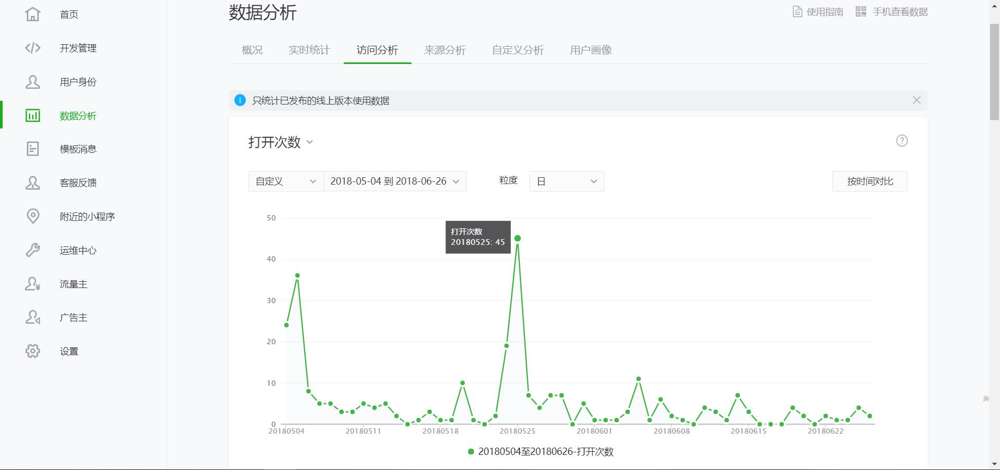 首页
开发管理
用户身份
数据分析
模板消息
客服反馈
附近的小程序
运维中心
流量主
广告主
设置
数据分析
使用指南
手机查看数据
概况
实时统计
访问分析
来源分析
自定义分析
用户画像
只统计已发布的线上版本使用数据
打开次数
自定义
2018-05-04 到 2018-06-26
粒度
日
按时间对比
50
40
30
20
10
0
打开次数
20180525: 45
20180504
20180511
20180518
20180525
20180601
20180608
20180615
20180622
20180504至20180626-打开次数